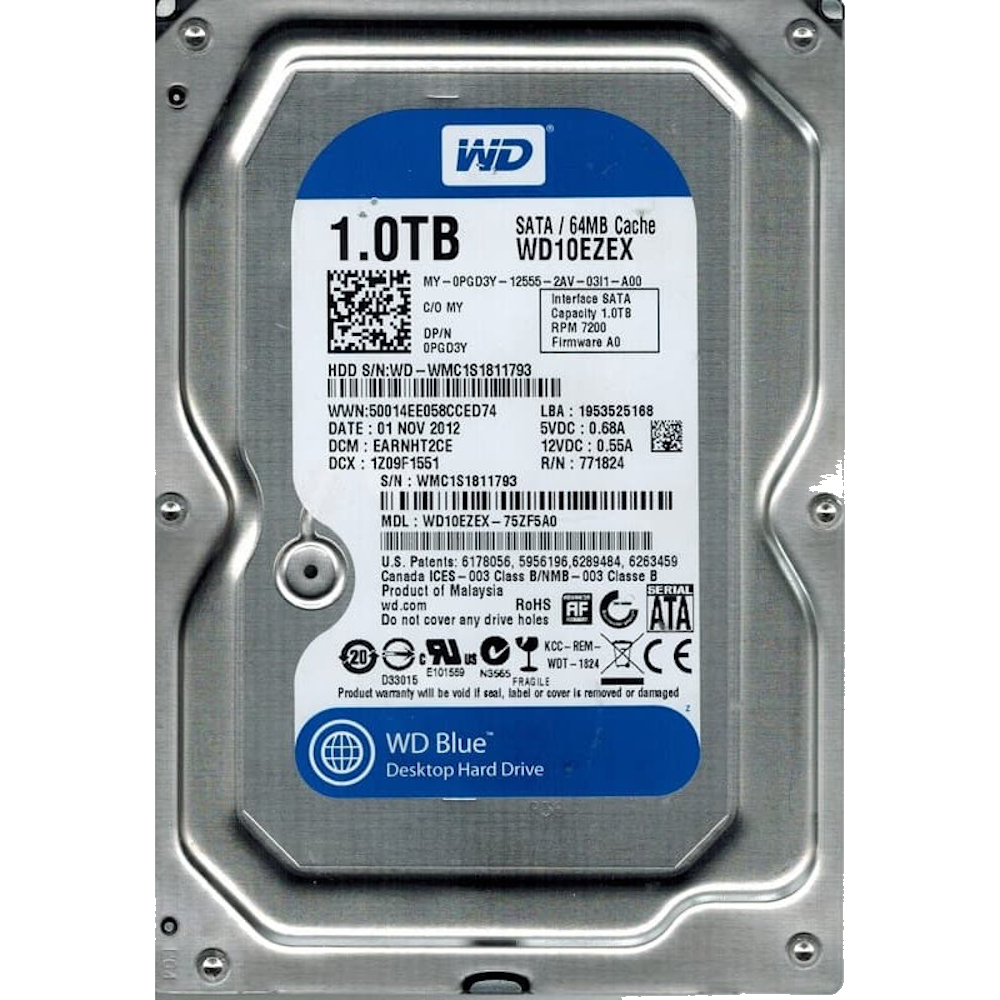 WD®
1.0TB
SATA / 64MB Cache
WD10EZEX
MY-0PGD3Y-12555-2AV-03I1-A00
C/O MY
DP/N
0PGD3Y
Interface SATA
Capacity 1.0TB
RPM 7200
Firmware A0
HDD S/N:WD-WMC1S1811793
WWN:50014EE058CCED74
DATE : 01 NOV 2012
DCM : EARNHT2CE
DCX : 1Z09F1551
LBA : 1953525168
5VDC : 0.68A
12VDC : 0.55A
R/N : 771824
S/N : WMC1S1811793
MDL : WD10EZEX-75ZF5A0
U.S. Patents: 6178056, 5956196,6289484, 6263459
Canada ICES-003 Class B/NMB-003 Classe B
Product of Malaysia
wd.com
RoHS
Do not cover any drive holes
AF
SERIAL
ATA
20
D33015
c RU us
E101559
N3565
FRAGILE
KCC-REM-
WDT-1824
CE
Product warranty will be void if seal, label or cover is removed or damaged
z
WD Blue™
Desktop Hard Drive